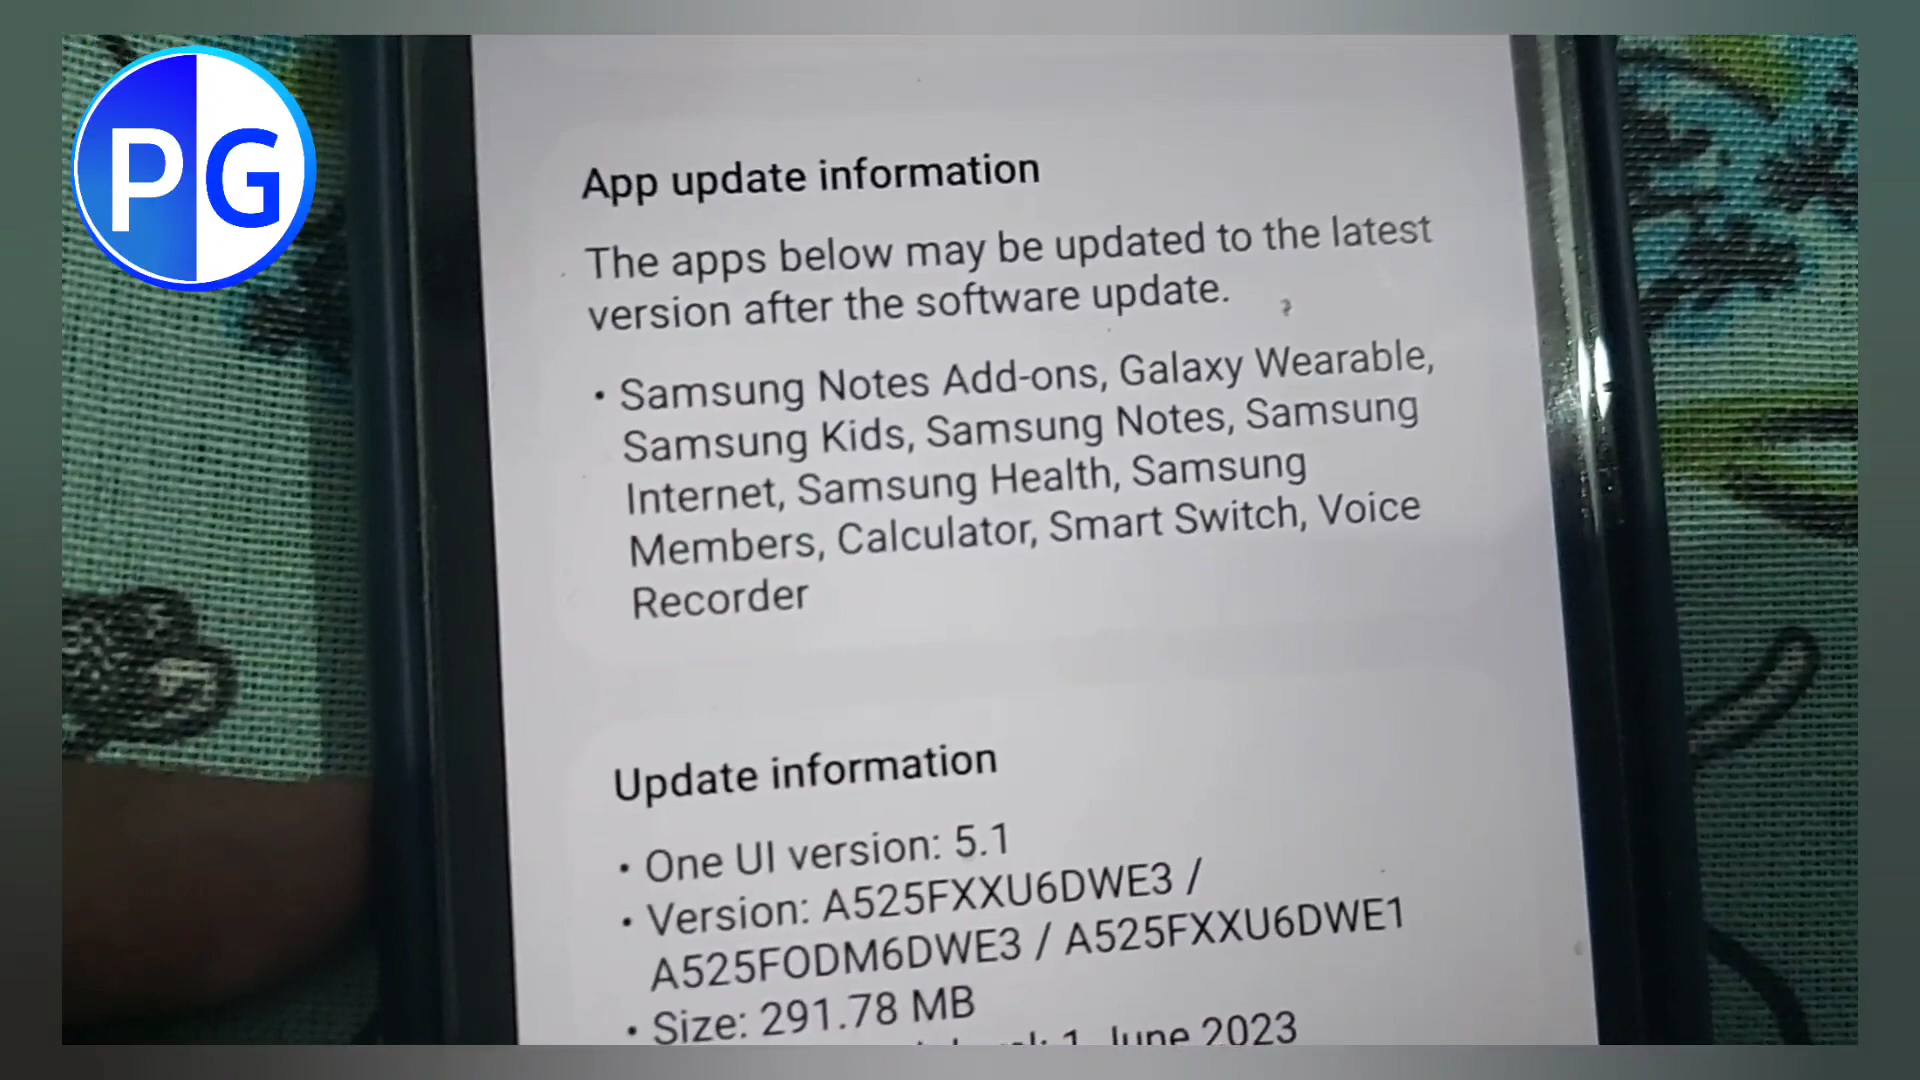 PG
App update information
The apps below may be updated to the latest
version after the software update.
• Samsung Notes Add-ons, Galaxy Wearable,
Samsung Kids, Samsung Notes, Samsung
Internet, Samsung Health, Samsung
Members, Calculator, Smart Switch, Voice
Recorder
Update information
• One UI version: 5.1
• Version: A525FXXU6DWE3 /
A525FODM6DWE3 / A525FXXU6DWE1
• Size: 291.78 MB
1 June 2023